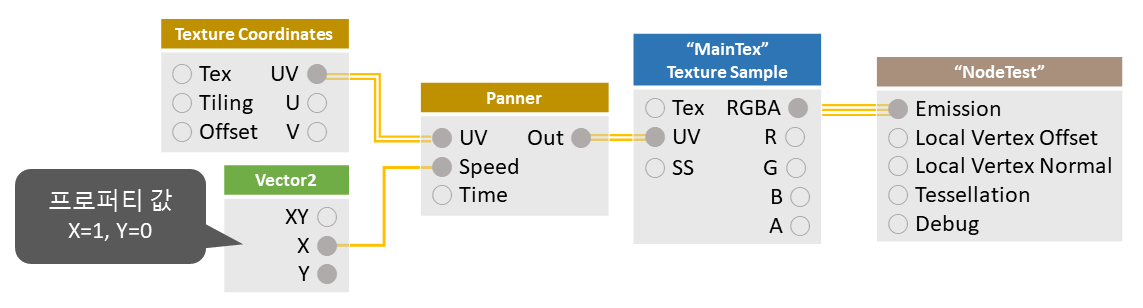 Texture Coordinates
Tex UV
Tiling U
Offset V
Vector2
XY
X
Y
프로퍼티 값
X=1, Y=0
Panner
UV Out
Speed
Time
“MainTex”
Texture Sample
Tex RGBA
UV R
SS G
B
A
“NodeTest”
Emission
Local Vertex Offset
Local Vertex Normal
Tessellation
Debug